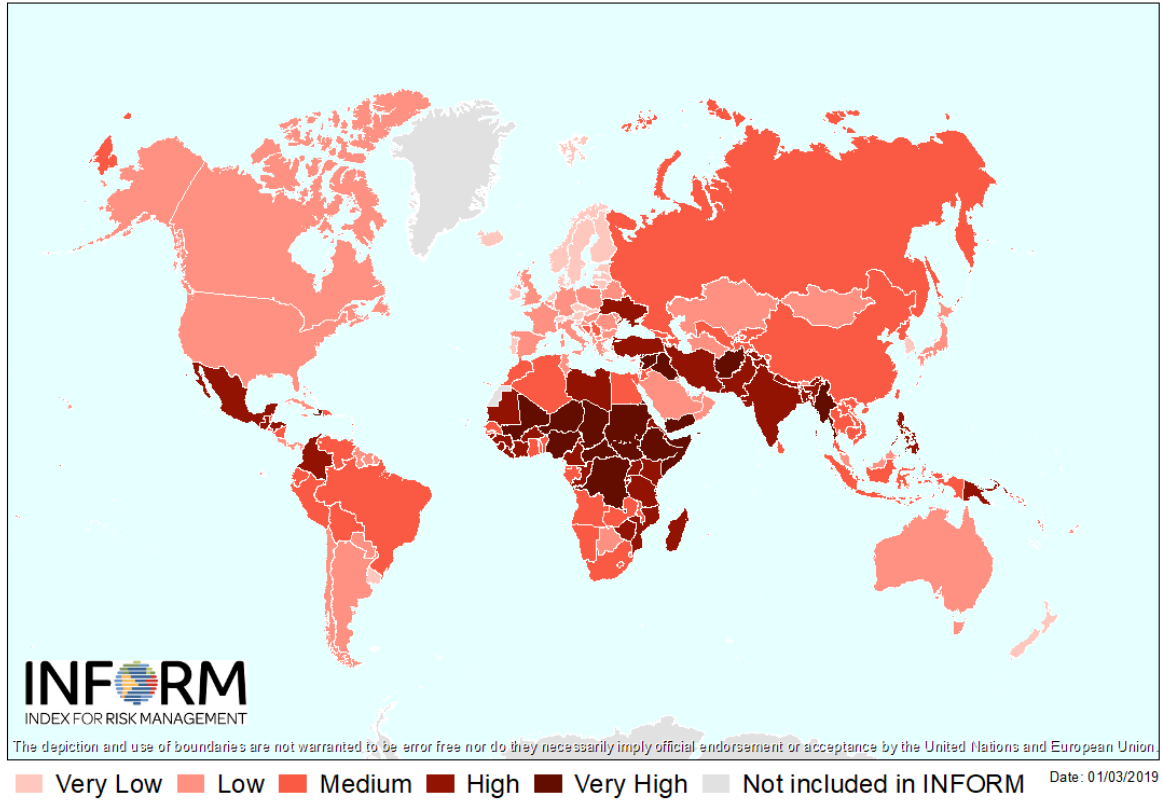 INFORM
INDEX FOR RISK MANAGEMENT
The depiction and use of boundaries are not warranted to be error free nor do they necessarily imply official endorsement or acceptance by the United Nations and European Union.
Very Low Low Medium High Very High Not included in INFORM Date: 01/03/2019